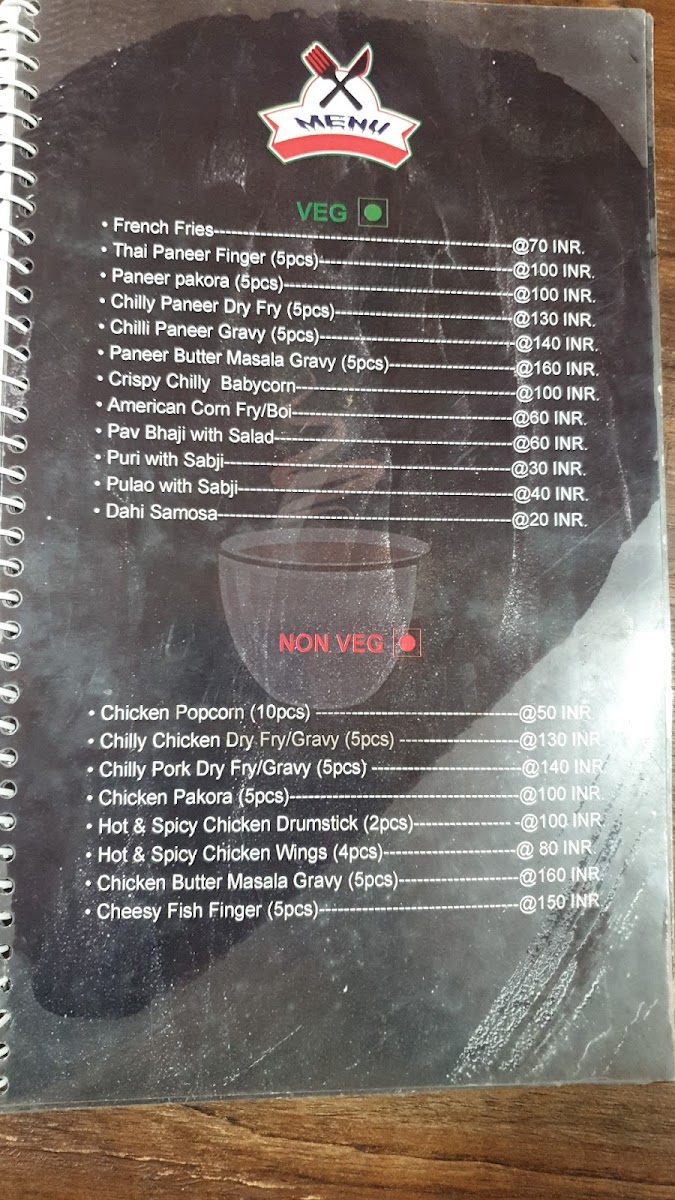 MENU
VEG
• French Fries------------------------------------------------@70 INR.
• Thai Paneer Finger (5pcs)--------------------------------@100 INR.
• Paneer pakora (5pcs)--------------------------------------@100 INR.
• Chilly Paneer Dry Fry (5pcs)-----------------------------@130 INR.
• Chilli Paneer Gravy (5pcs)--------------------------------@140 INR.
• Paneer Butter Masala Gravy (5pcs)--------------------@160 INR.
• Crispy Chilly Babycorn------------------------------------@100 INR.
• American Corn Fry/Boi------------------------------------@60 INR.
• Pav Bhaji with Salad---------------------------------------@60 INR.
• Puri with Sabji-----------------------------------------------@30 INR.
• Pulao with Sabji---------------------------------------------@40 INR.
• Dahi Samosa------------------------------------------------@20 INR.
NON VEG
• Chicken Popcorn (10pcs) ---------------------------------@50 INR.
• Chilly Chicken Dry Fry/Gravy (5pcs) --------------------@130 INR.
• Chilly Pork Dry Fry/Gravy (5pcs) ------------------------@140 INR
• Chicken Pakora (5pcs)-------------------------------------@100 INR.
• Hot & Spicy Chicken Drumstick (2pcs)--------------- -@100 INR.
• Hot & Spicy Chicken Wings (4pcs)----------------------@ 80 INR.
• Chicken Butter Masala Gravy (5pcs)--------------------@160 INR.
• Cheesy Fish Finger (5pcs)---------------------------------@150 INR